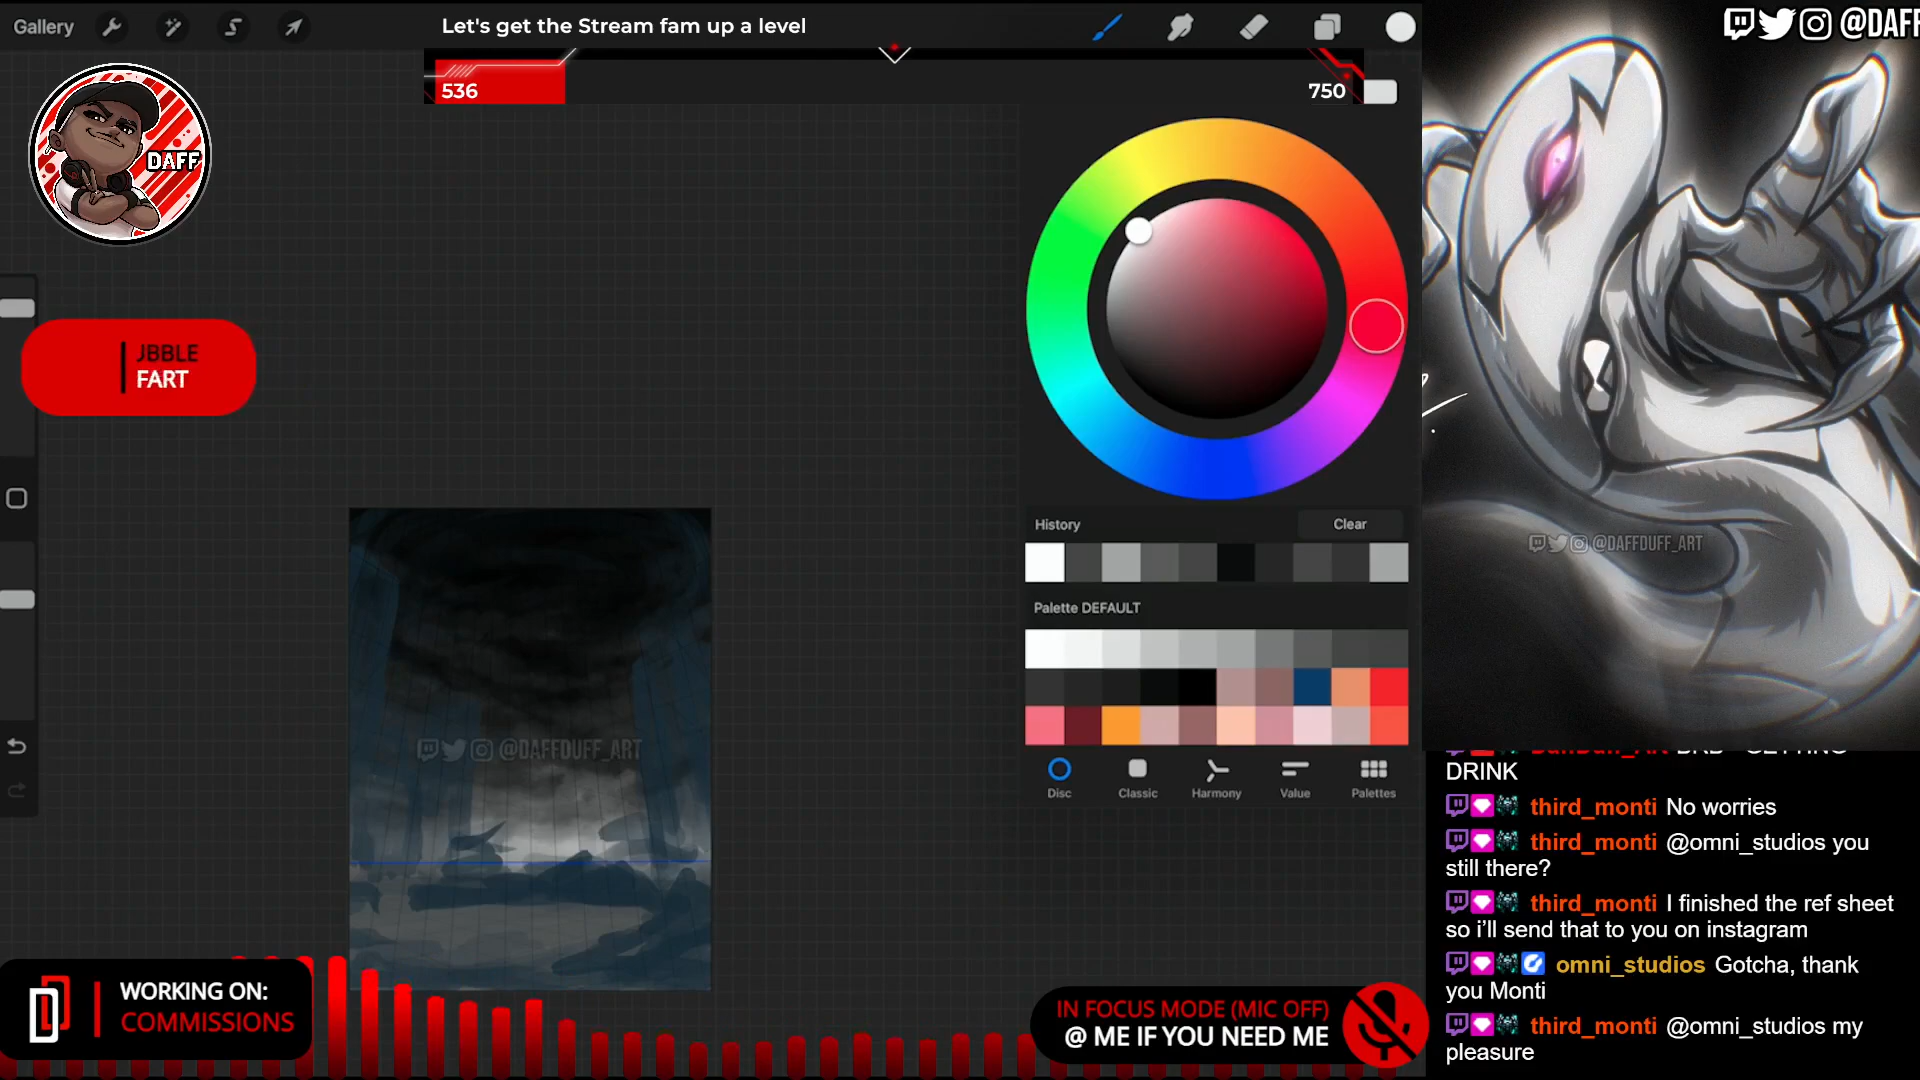 Gallery
Let's get the Stream fam up a level
536
750
DAFF
JBBLE
FART
History
Clear
Palette DEFAULT
Disc
Classic
Harmony
Value
Palettes
@DAFFDUFF_ART
WORKING ON:
COMMISSIONS
IN FOCUS MODE (MIC OFF)
@ ME IF YOU NEED ME
@DAFF
@DAFFDUFF_ART
DRINK
third_monti No worries
third_monti @omni_studios you
still there?
third_monti I finished the ref sheet
so i'll send that to you on instagram
omni_studios Gotcha, thank
you Monti
third_monti @omni_studios my
pleasure